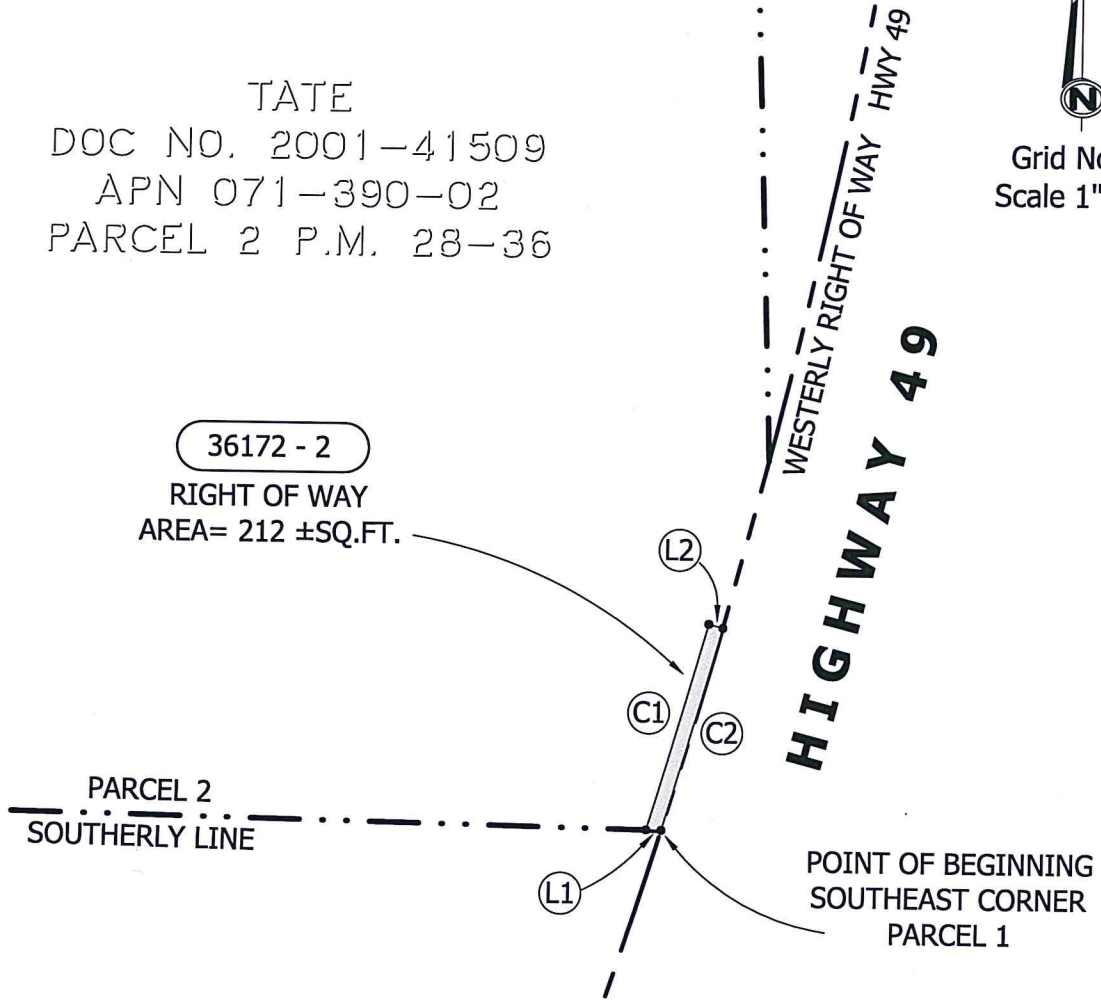 TATE
DOC NO. 2001-41509
APN 071-390-02
PARCEL 2 P.M. 28-36
WESTERLY RIGHT OF WAY HWY 49
N
Grid No
Scale 1"
HIGHWAY 49
36172 - 2
RIGHT OF WAY
AREA= 212 ±SQ.FT.
L2
C1
C2
PARCEL 2
SOUTHERLY LINE
L1
POINT OF BEGINNING
SOUTHEAST CORNER
PARCEL 1